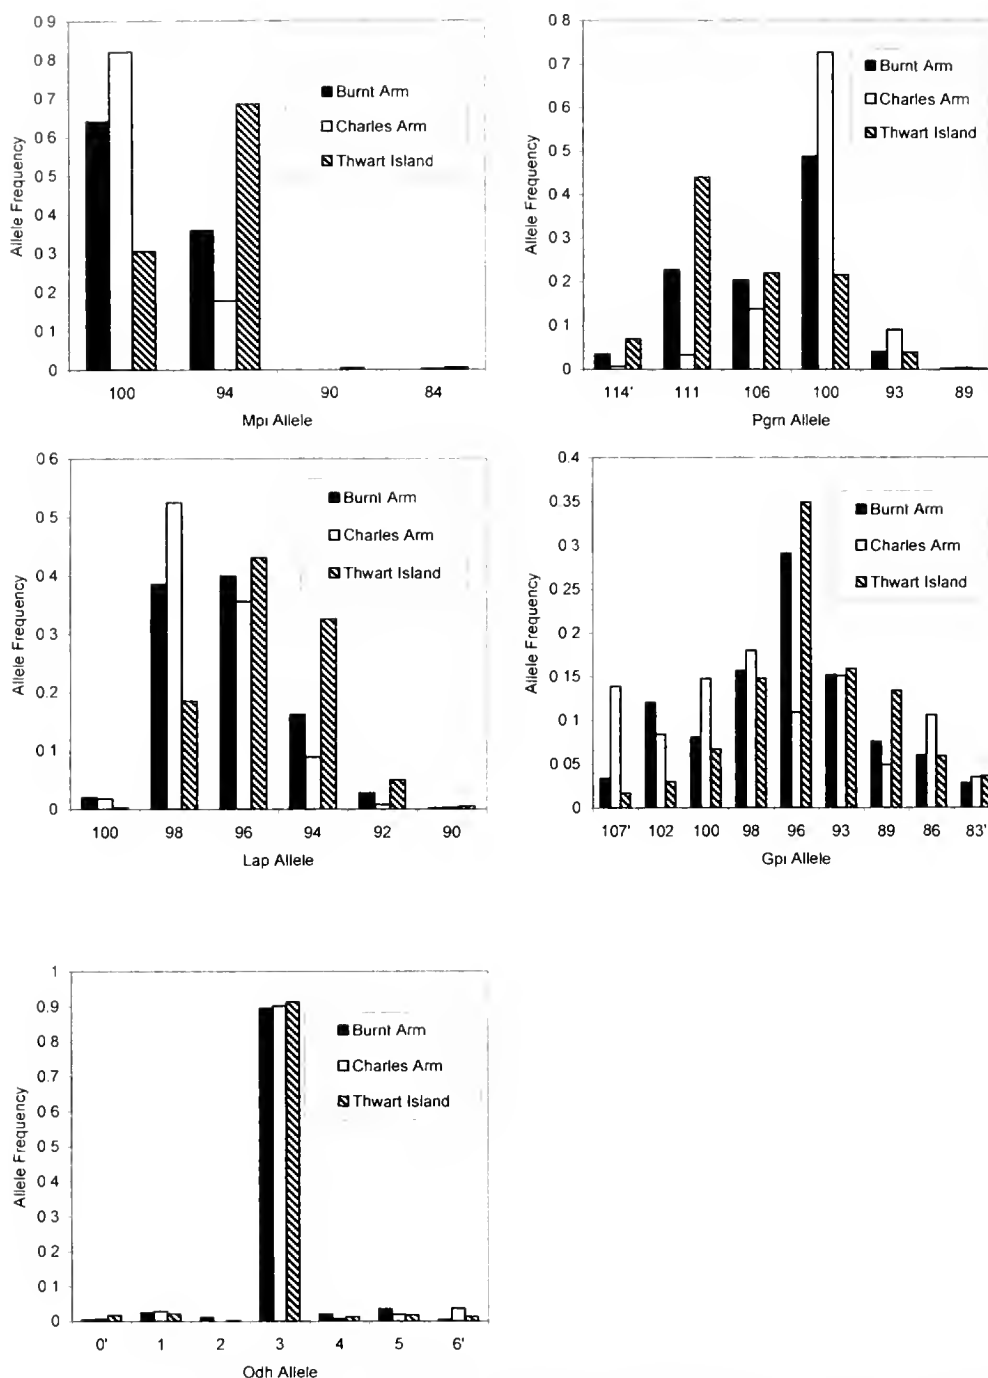 0 9
0 8
0 7
0 6
0 5
0 4
0 3
0 2
0 1
0
Allele Frequency
Burnt Arm
Charles Arm
Thwart Island
100 94 90 84
Mpi Allele
0 8
0.7
0.6
0.5
0.4
0.3
0.2
0.1
0
Allele Frequency
Burnt Arm
Charles Arm
Thwart Island
114' 111 106 100 93 89
Pgm Allele
0 6
0 5
0.4
0.3
0.2
0 1
0
Allele Frequency
Burnt Arm
Charles Arm
Thwart Island
100 98 96 94 92 90
Lap Allele
0.4
0.35
0.3
0.25
0.2
0.15
0.1
0 05
0
Allele Frequency
Burnt Arm
Charles Arm
Thwart Island
107' 102 100 98 96 93 89 86 83'
Gpi Allele
1
0.9
0.8
0.7
0.6
0.5
0.4
0.3
0 2
0 1
0
Allele Frequency
Burnt Arm
Charles Arm
Thwart Island
0' 1 2 3 4 5 6'
Odh Allele